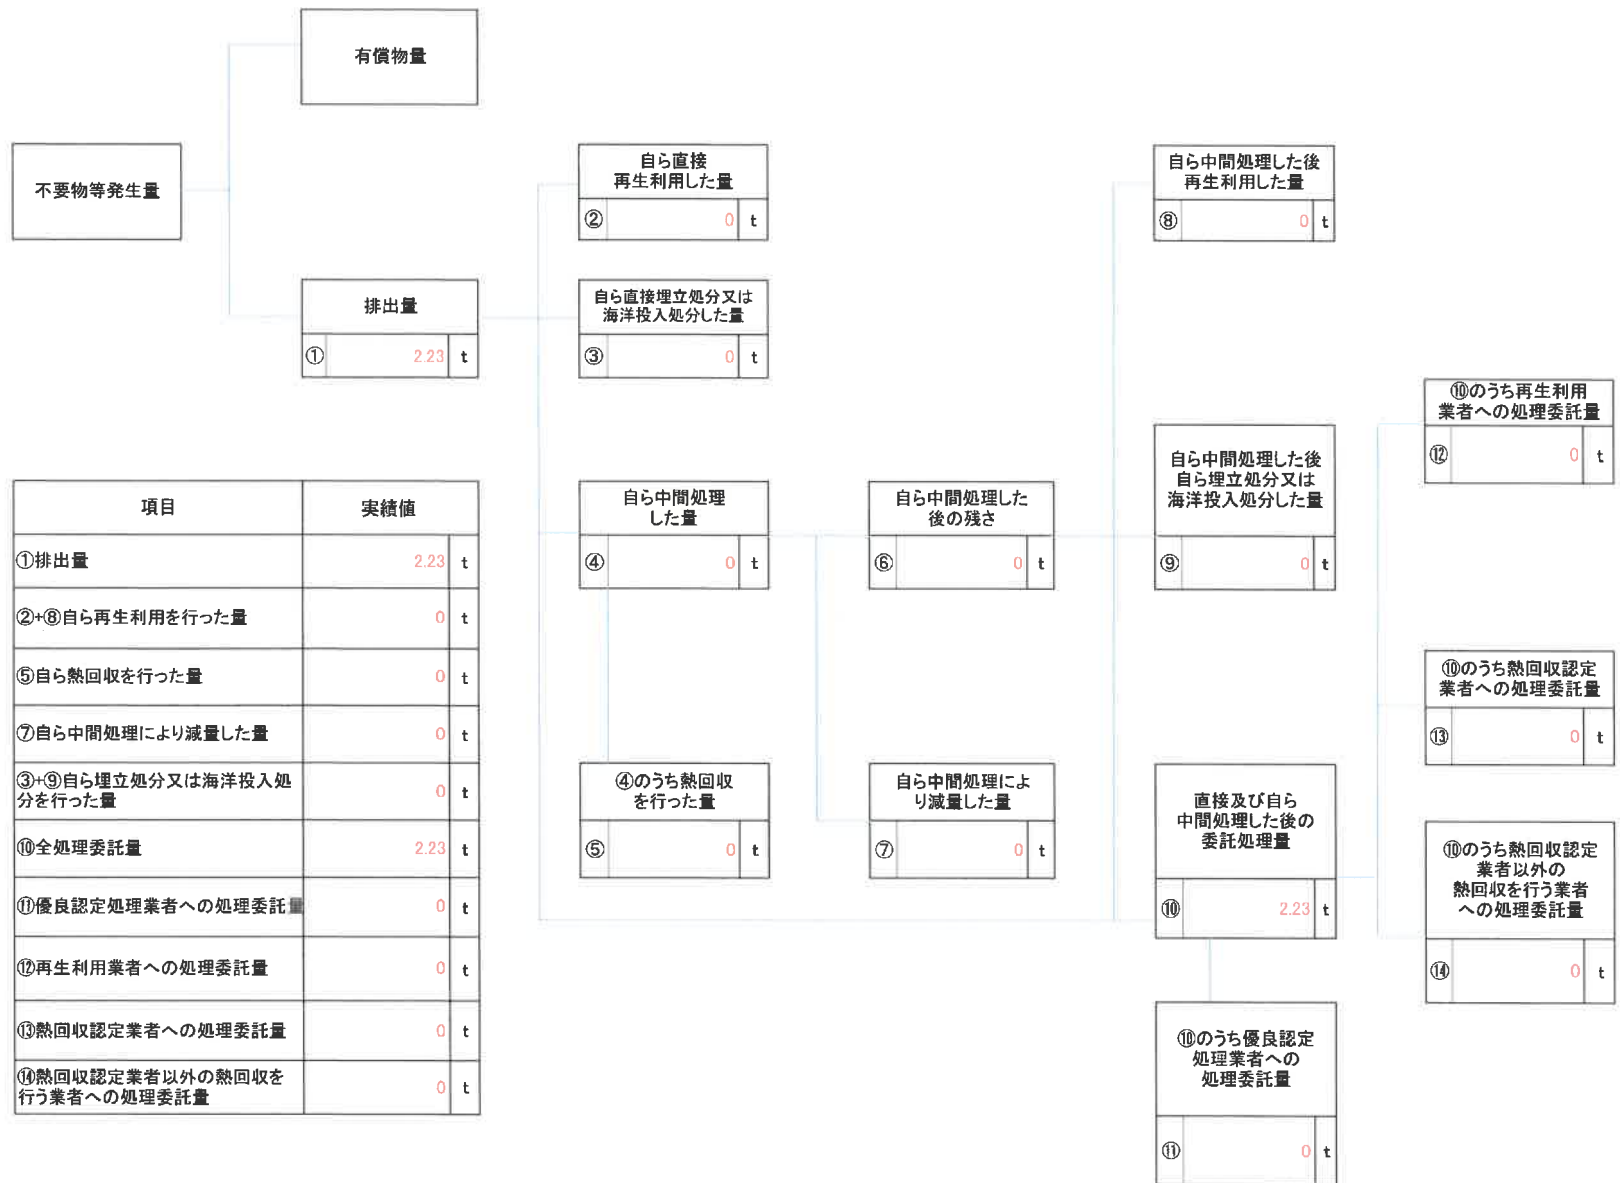 有償物量
不要物等発生量
排出量
① 2.23 t
自ら直接
再生利用した量
② 0 t
自ら直接埋立処分又は
海洋投入処分した量
③ 0 t
自ら中間処理
した量
④ 0 t
④のうち熱回収
を行った量
⑤ 0 t
自ら中間処理した
後の残さ
⑥ 0 t
自ら中間処理によ
り減量した量
⑦ 0 t
自ら中間処理した後
再生利用した量
⑧ 0 t
自ら中間処理した後
自ら埋立処分又は
海洋投入処分した量
⑨ 0 t
直接及び自ら
中間処理した後の
委託処理量
⑩ 2.23 t
⑩のうち優良認定
処理業者への
処理委託量
⑪ 0 t
⑩のうち再生利用
業者への処理委託量
⑫ 0 t
⑩のうち熱回収認定
業者への処理委託量
⑬ 0 t
⑩のうち熱回収認定
業者以外の
熱回収を行う業者
への処理委託量
⑭ 0 t
項目 実績値
①排出量 2.23 t
②+⑧自ら再生利用を行った量 0 t
⑤自ら熱回収を行った量 0 t
⑦自ら中間処理により減量した量 0 t
③+⑨自ら埋立処分又は海洋投入処
分を行った量 0 t
⑩全処理委託量 2.23 t
⑪優良認定処理業者への処理委託量 0 t
⑫再生利用業者への処理委託量 0 t
⑬熱回収認定業者への処理委託量 0 t
⑭熱回収認定業者以外の熱回収を
行う業者への処理委託量 0 t